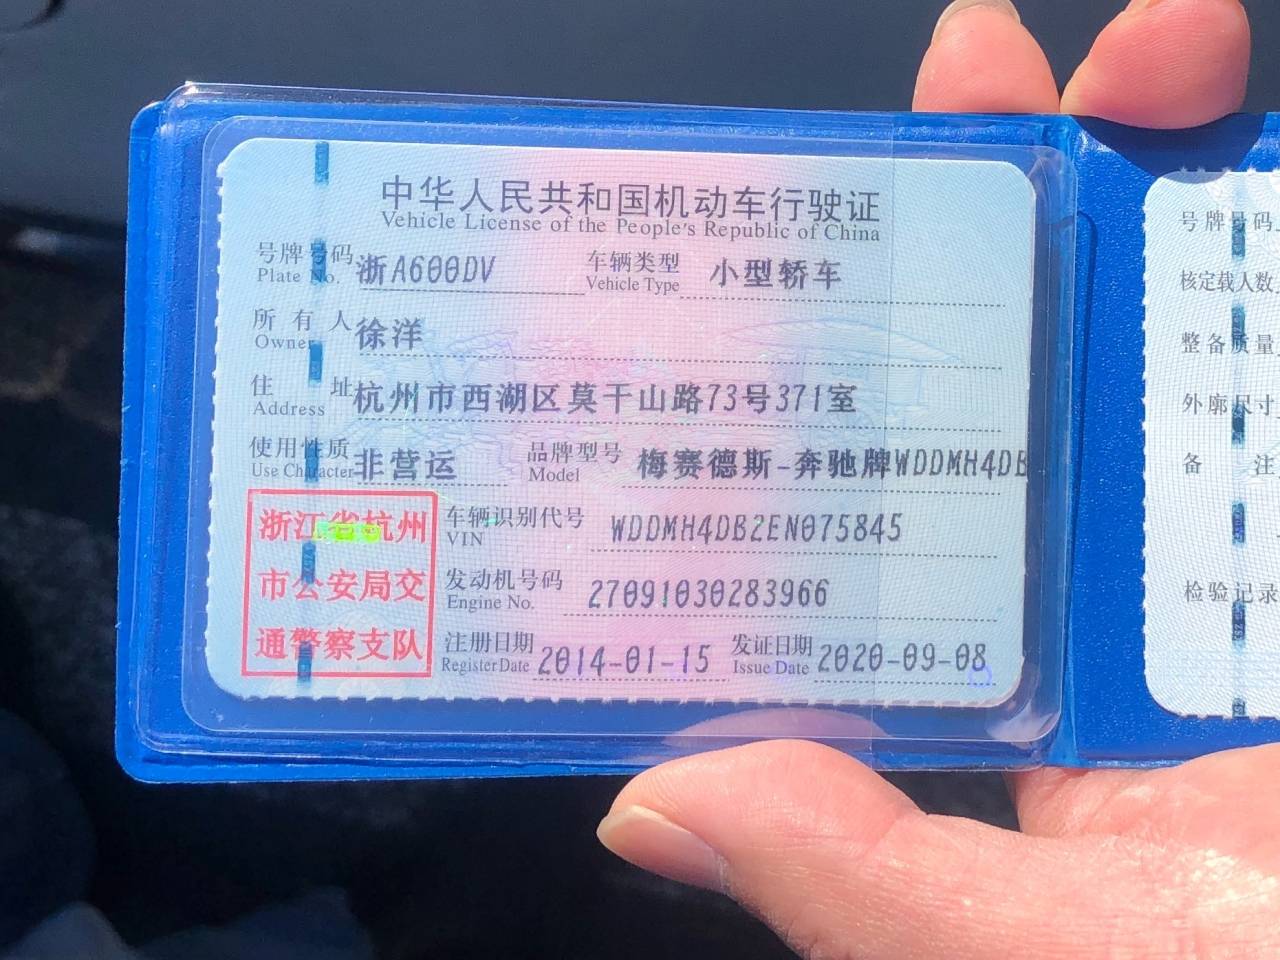 中华人民共和国机动车行驶证
Vehicle License of the People's Republic of China
号牌号码 浙A600DV 车辆类型 小型轿车
Plate No. Vehicle Type
所有人 徐洋
Owner
住址 杭州市西湖区莫干山路73号371室
Address
使用性质 非营运 品牌型号 梅赛德斯-奔驰牌WDDMH4DB
Use Character Model
浙江省杭州
市公安局交
通警察支队
车辆识别代号 WDDMH4DB2EN075845
VIN
发动机号码 27091030283966
Engine No.
注册日期 2014-01-15 发证日期 2020-09-08
Register Date Issue Date
号牌号码
核定载人数
整备质量
外廓尺寸
备注
检验记录